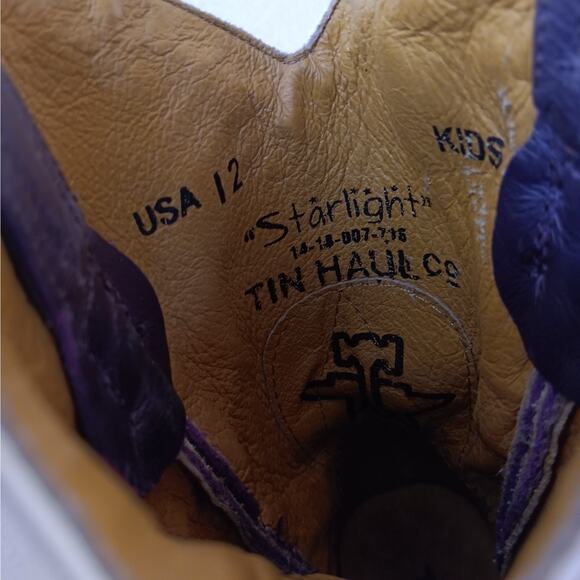 USA 12
KIDS
"Starlight"
14-18-007-716
TIN HAUL Co